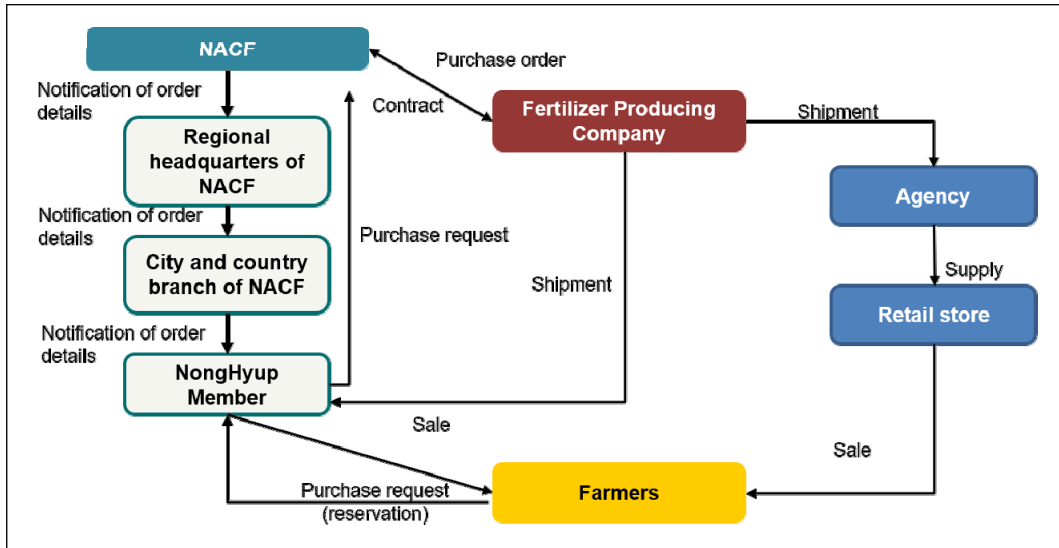 NACF
Purchase order
Notification of order
details
Contract
Fertilizer Producing
Company
Shipment
Regional
headquarters of
NACF
Agency
Notification of order
details
Purchase request
City and country
branch of NACF
Supply
Shipment
Retail store
Notification of order
details
NongHyup
Member
Sale
Sale
Purchase request
(reservation)
Farmers